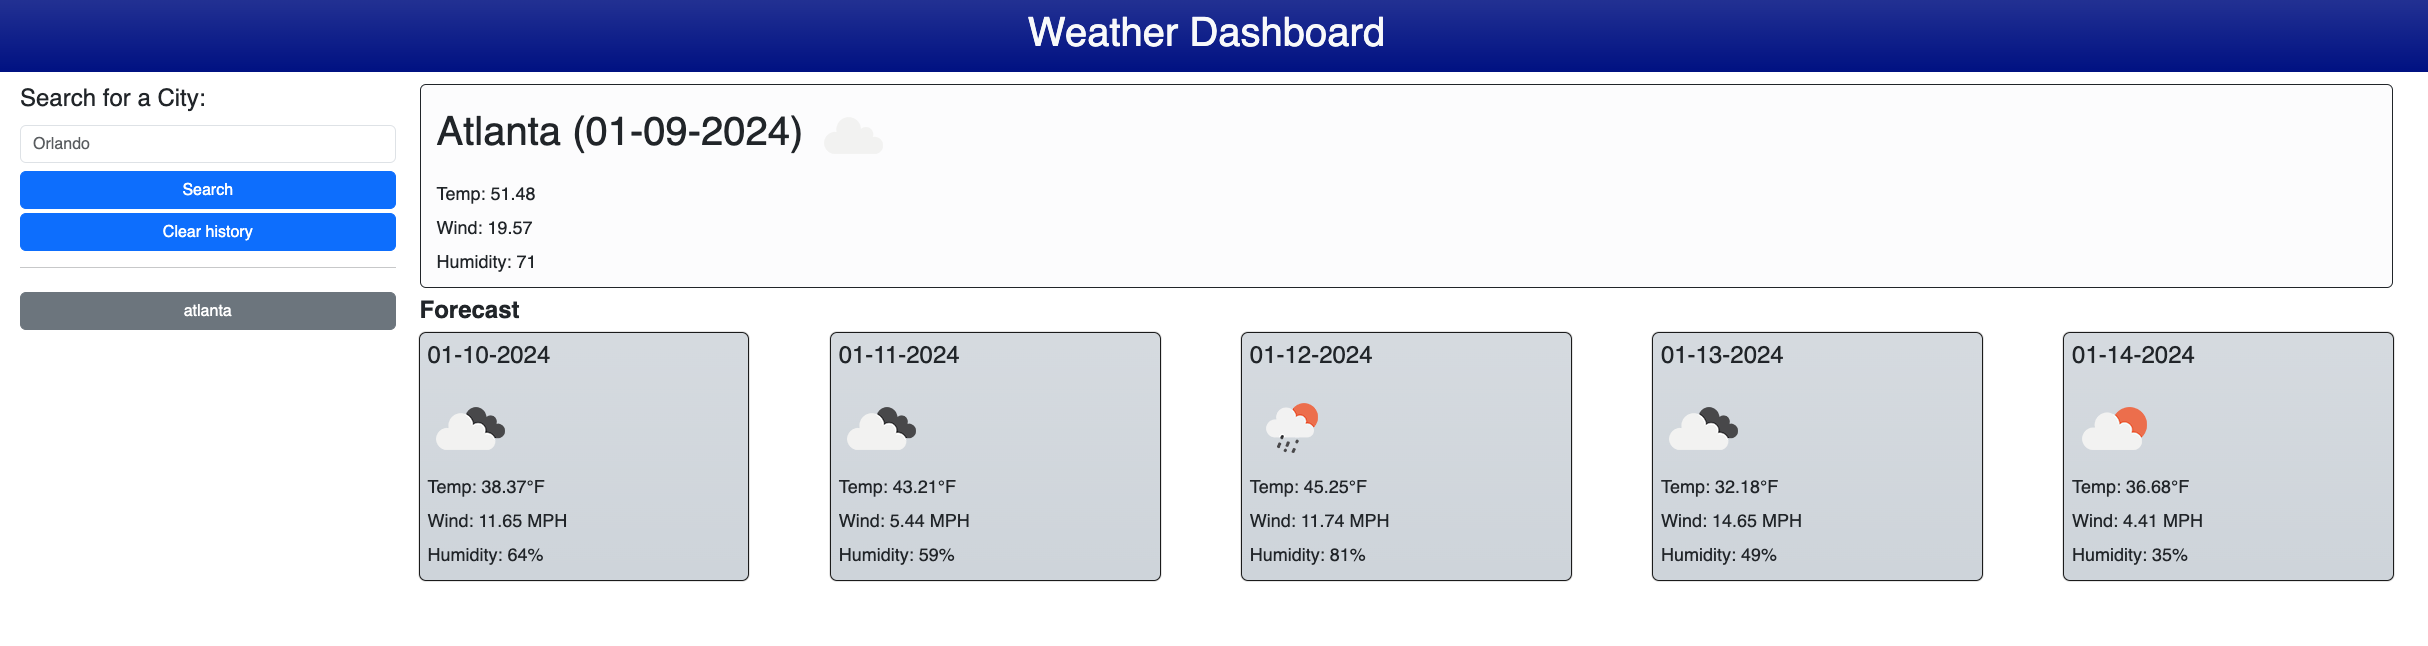 Weather Dashboard
Search for a City:
Orlando
Search
Clear history
atlanta
Atlanta (01-09-2024)
Temp: 51.48
Wind: 19.57
Humidity: 71
Forecast
01-10-2024
Temp: 38.37°F
Wind: 11.65 MPH
Humidity: 64%
01-11-2024
Temp: 43.21°F
Wind: 5.44 MPH
Humidity: 59%
01-12-2024
Temp: 45.25°F
Wind: 11.74 MPH
Humidity: 81%
01-13-2024
Temp: 32.18°F
Wind: 14.65 MPH
Humidity: 49%
01-14-2024
Temp: 36.68°F
Wind: 4.41 MPH
Humidity: 35%